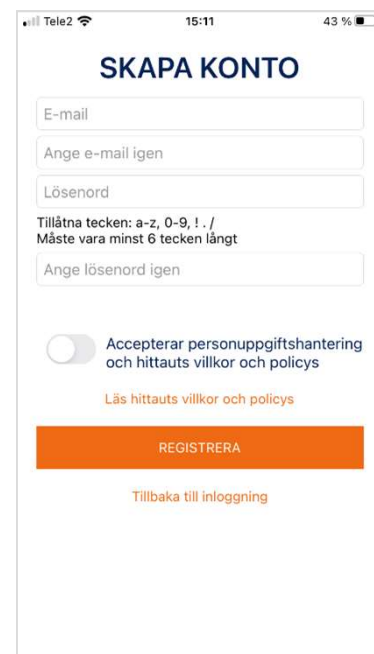 Tele2 15:11 43 %
SKAPA KONTO
E-mail
Ange e-mail igen
Lösenord
Tillåtna tecken: a-z, 0-9, ! . /
Måste vara minst 6 tecken långt
Ange lösenord igen
Accepterar personuppgiftshantering
och hittauts villkor och policys
Läs hittauts villkor och policys
REGISTRERA
Tillbaka till inloggning